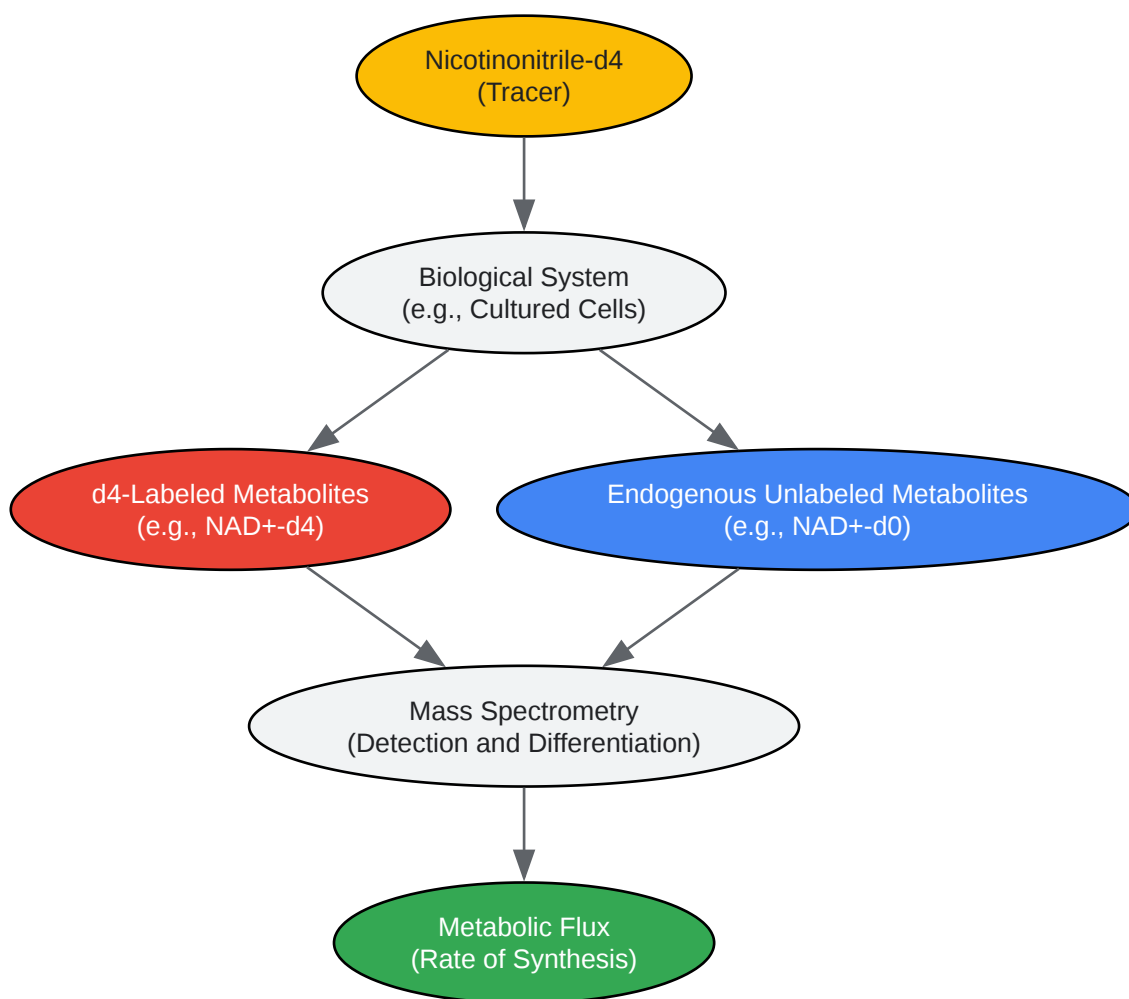 Nicotinonitrile-d4
(Tracer)
Biological System
(e.g., Cultured Cells)
d4-Labeled Metabolites
(e.g., NAD+-d4)
Endogenous Unlabeled Metabolites
(e.g., NAD+-d0)
Mass Spectrometry
(Detection and Differentiation)
Metabolic Flux
(Rate of Synthesis)